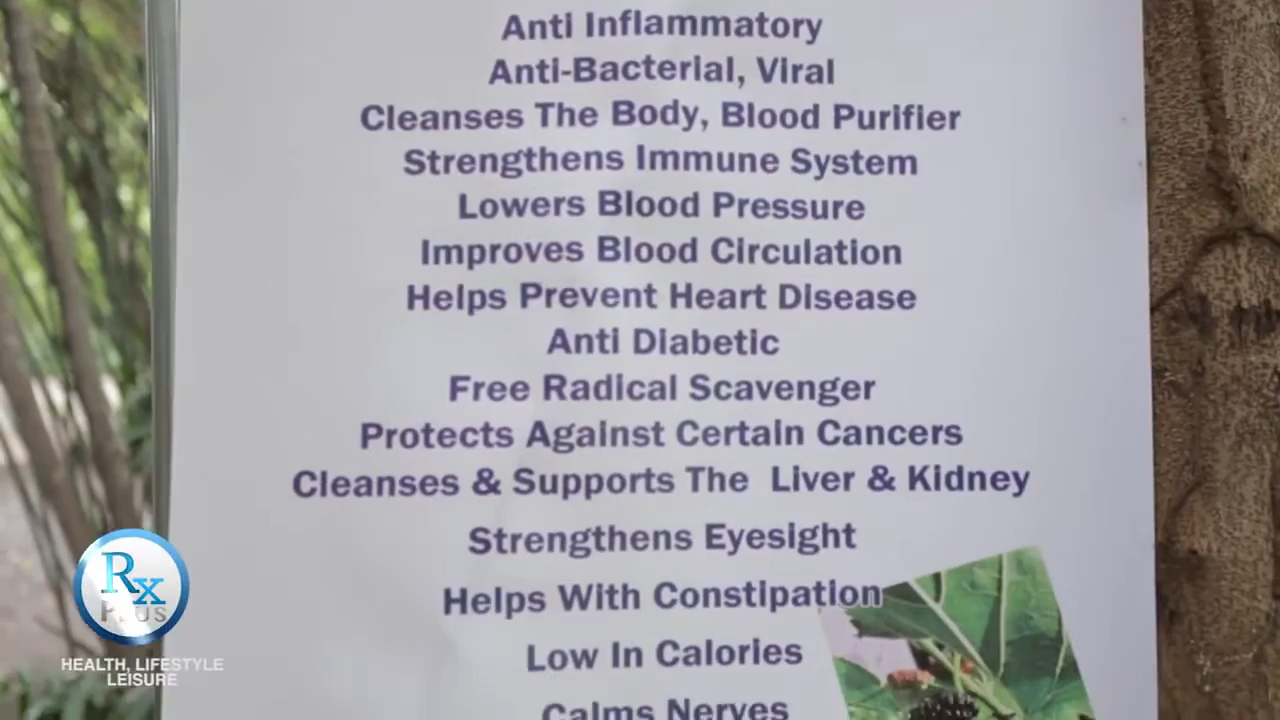 Anti Inflammatory
Anti-Bacterial, Viral
Cleanses The Body, Blood Purifier
Strengthens Immune System
Lowers Blood Pressure
Improves Blood Circulation
Helps Prevent Heart Disease
Anti Diabetic
Free Radical Scavenger
Protects Against Certain Cancers
Cleanses & Supports The Liver & Kidney
Strengthens Eyesight
Helps With Constipation
Low In Calories
Calms Nerves
Rx
PLUS
HEALTH, LIFESTYLE
LEISURE